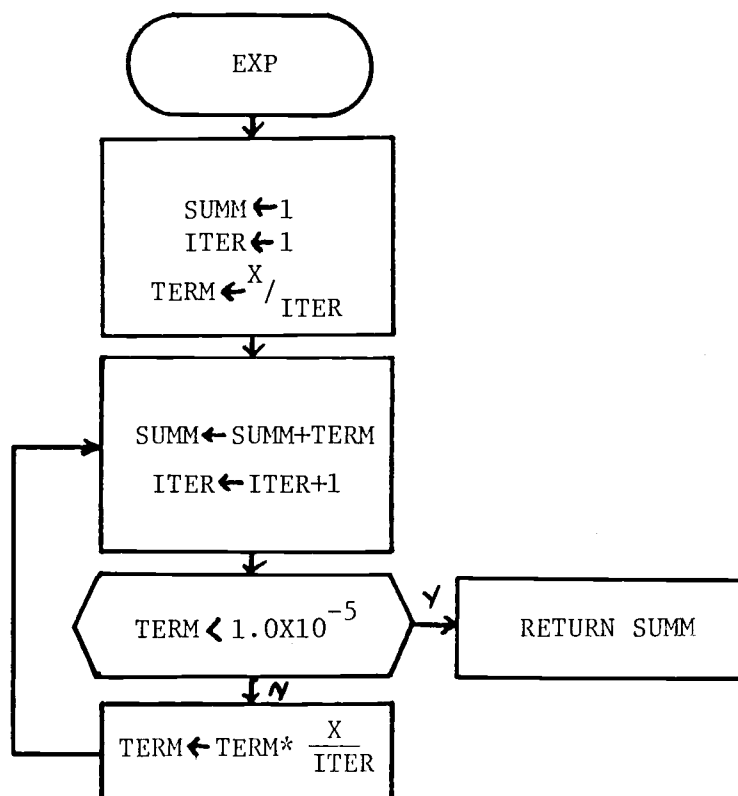 EXP
SUMM←1
ITER←1
TERM←X/ITER
SUMM←SUMM+TERM
ITER←ITER+1
TERM<1.0X10^-5
Y
RETURN SUMM
N
TERM←TERM* X/ITER